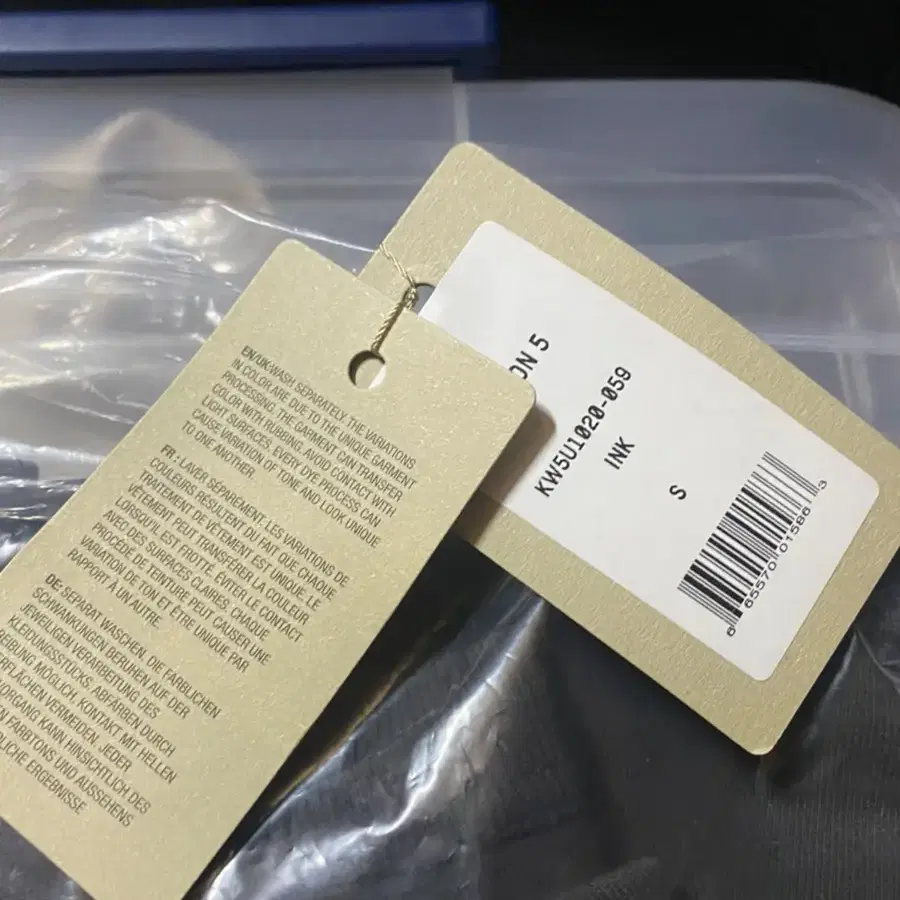 EN/UK:WASH SEPARATELY. THE VARIATIONS
IN COLOR ARE DUE TO THE UNIQUE GARMENT
PROCESSING. THE GARMENT CAN TRANSFER
COLOR WITH RUBBING. AVOID CONTACT WITH
LIGHT SURFACES, EVERY DYE PROCESS CAN
CAUSE VARIATION OF TONE AND LOOK UNIQUE
TO ONE ANOTHER
FR : LAVER SÉPARÉMENT. LES VARIATIONS DE
COULEURS RÉSULTENT DU FAIT QUE CHAQUE
TRAITEMENT DE VÊTEMENT EST UNIQUE. LE
VÊTEMENT PEUT TRANSFÉRER LA COULEUR
LORSQU'IL EST FROTTÉ. ÉVITER LE CONTACT
AVEC DES SURFACES CLAIRES, CHAQUE
PROCÉDÉ DE TEINTURE PEUT CAUSER UNE
VARIATION DE TON ET ÊTRE UNIQUE PAR
RAPPORT À UN AUTRE.
DE: SEPARAT WASCHEN, DIE FARBLICHEN
SCHWANKUNGEN BERUHEN AUF DER
JEWEILIGEN VERARBEITUNG DES
KLEIDUNGSSTÜCKS; ABFÄRBEN DURCH
REIBUNG MÖGLICH, KONTAKT MIT HELLEN
FLÄCHEN VERMEIDEN. JEDER
KANN HINSICHTLICH DES
FARBTONS UND AUSSEHENS
LICHE ERGEBNISSE
ON 5
KW5U1020-059
INK
S
8 85570 01586 3